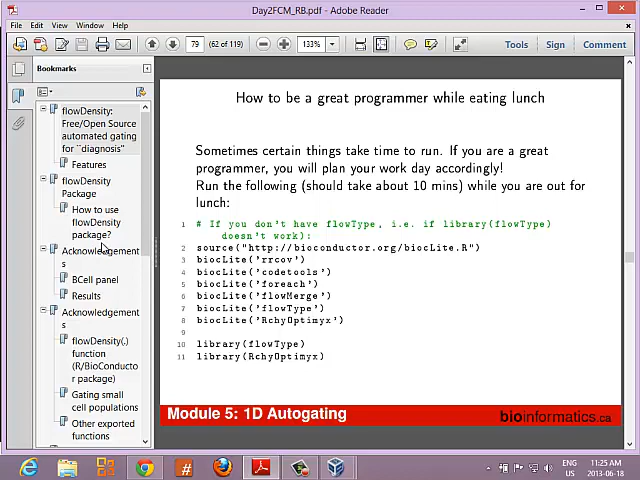 Day2FCM_RB.pdf - Adobe Reader
File Edit View Window Help
79 (62 of 119) 133% Tools Sign Comment
Bookmarks
flowDensity:
Free/Open Source
automated gating
for ``diagnosis''
Features
flowDensity
Package
How to use
flowDensity
package?
Acknowledgement
s
BCell panel
Results
Acknowledgement
s
flowDensity(.)
function
(R/BioConducto
r package)
Gating small
cell populations
Other exported
functions
How to be a great programmer while eating lunch
Sometimes certain things take time to run. If you are a great
programmer, you will plan your work day accordingly!
Run the following (should take about 10 mins) while you are out for
lunch:
1 # If you don't have flowType, i.e. if library(flowType)
doesn't work):
2 source("http://bioconductor.org/biocLite.R")
3 biocLite('rrcov')
4 biocLite('codetools')
5 biocLite('foreach')
6 biocLite('flowMerge')
7 biocLite('flowType')
8 biocLite('RchyOptimyx')
9
10 library(flowType)
11 library(RchyOptimyx)
Module 5: 1D Autogating
bioinformatics.ca
ENG 11:25 AM
US 2013-06-18